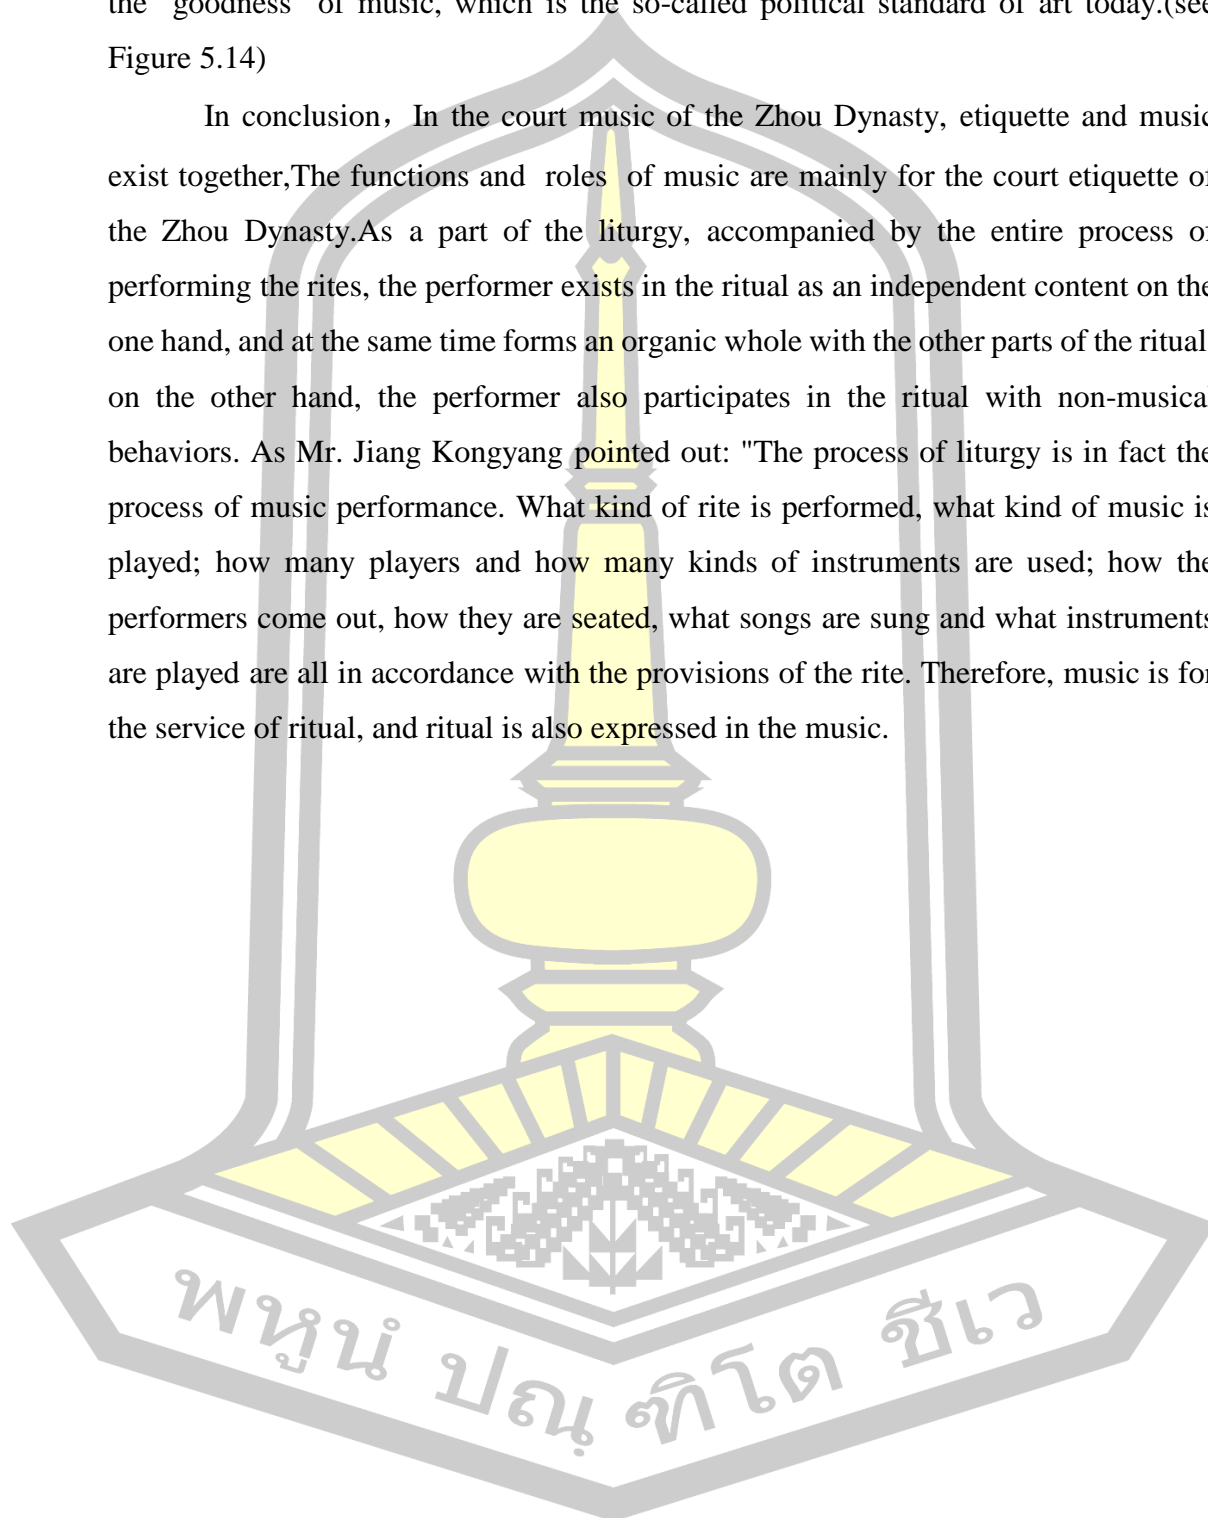 the "goodness" of music, which is the so-called political standard of art today.(see
Figure 5.14)
In conclusion，In the court music of the Zhou Dynasty, etiquette and music
exist together,The functions and roles of music are mainly for the court etiquette of
the Zhou Dynasty.As a part of the liturgy, accompanied by the entire process of
performing the rites, the performer exists in the ritual as an independent content on the
one hand, and at the same time forms an organic whole with the other parts of the ritual
on the other hand, the performer also participates in the ritual with non-musical
behaviors. As Mr. Jiang Kongyang pointed out: "The process of liturgy is in fact the
process of music performance. What kind of rite is performed, what kind of music is
played; how many players and how many kinds of instruments are used; how the
performers come out, how they are seated, what songs are sung and what instruments
are played are all in accordance with the provisions of the rite. Therefore, music is for
the service of ritual, and ritual is also expressed in the music.
พหูนํ ปณฺฑิโต ชีเว